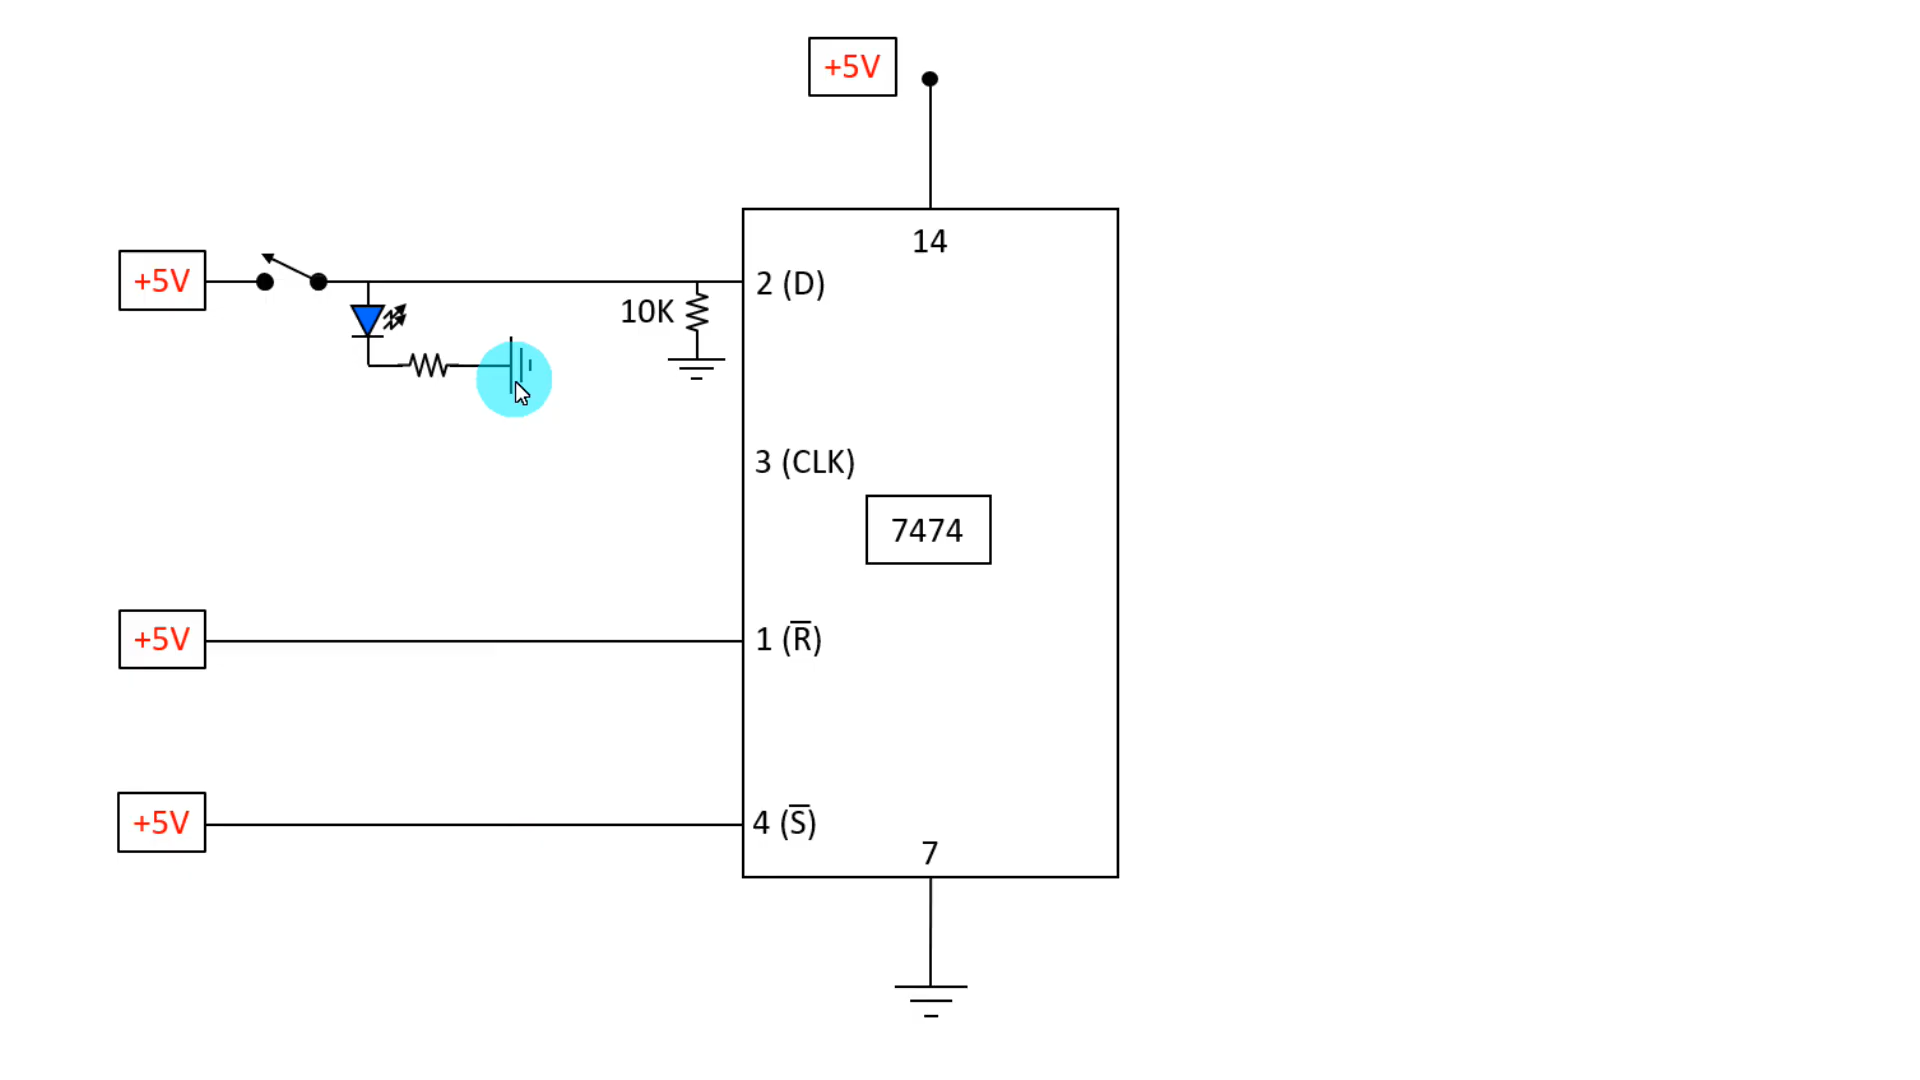 +5V
14
+5V
2 (D)
10K
3 (CLK)
7474
+5V
1 (R̅)
+5V
4 (S̅)
7